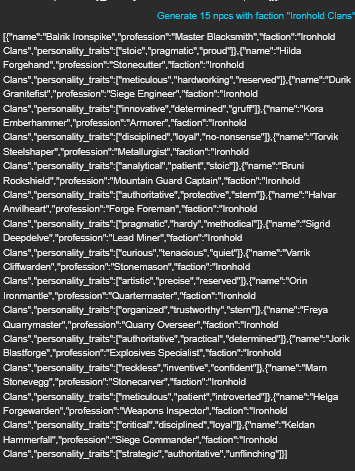 Generate 15 npcs with faction "Ironhold Clans"
[{"name":"Balrik Ironspike","profession":"Master Blacksmith","faction":"Ironhold
Clans","personality_traits":["stoic","pragmatic","proud"]},{"name":"Hilda
Forgehand","profession":"Stonecutter","faction":"Ironhold
Clans","personality_traits":["meticulous","hardworking","reserved"]},{"name":"Durik
Granitefist","profession":"Siege Engineer","faction":"Ironhold
Clans","personality_traits":["innovative","determined","gruff"]},{"name":"Kora
Emberhammer","profession":"Armorer","faction":"Ironhold
Clans","personality_traits":["disciplined","loyal","no-nonsense"]},{"name":"Torvik
Steelshaper","profession":"Metallurgist","faction":"Ironhold
Clans","personality_traits":["analytical","patient","stoic"]},{"name":"Bruni
Rockshield","profession":"Mountain Guard Captain","faction":"Ironhold
Clans","personality_traits":["authoritative","protective","stern"]},{"name":"Halvar
Anvilheart","profession":"Forge Foreman","faction":"Ironhold
Clans","personality_traits":["pragmatic","hardy","methodical"]},{"name":"Sigrid
Deepdelve","profession":"Lead Miner","faction":"Ironhold
Clans","personality_traits":["curious","tenacious","quiet"]},{"name":"Varrik
Cliffwarden","profession":"Stonemason","faction":"Ironhold
Clans","personality_traits":["artistic","precise","reserved"]},{"name":"Orin
Ironmantle","profession":"Quartermaster","faction":"Ironhold
Clans","personality_traits":["organized","trustworthy","stern"]},{"name":"Freya
Quarrymaster","profession":"Quarry Overseer","faction":"Ironhold
Clans","personality_traits":["authoritative","practical","determined"]},{"name":"Jorik
Blastforge","profession":"Explosives Specialist","faction":"Ironhold
Clans","personality_traits":["reckless","inventive","confident"]},{"name":"Marn
Stonevegg","profession":"Stonecarver","faction":"Ironhold
Clans","personality_traits":["meticulous","patient","introverted"]},{"name":"Helga
Forgewarden","profession":"Weapons Inspector","faction":"Ironhold
Clans","personality_traits":["critical","disciplined","loyal"]},{"name":"Keldan
Hammerfall","profession":"Siege Commander","faction":"Ironhold
Clans","personality_traits":["strategic","authoritative","unflinching"]}]